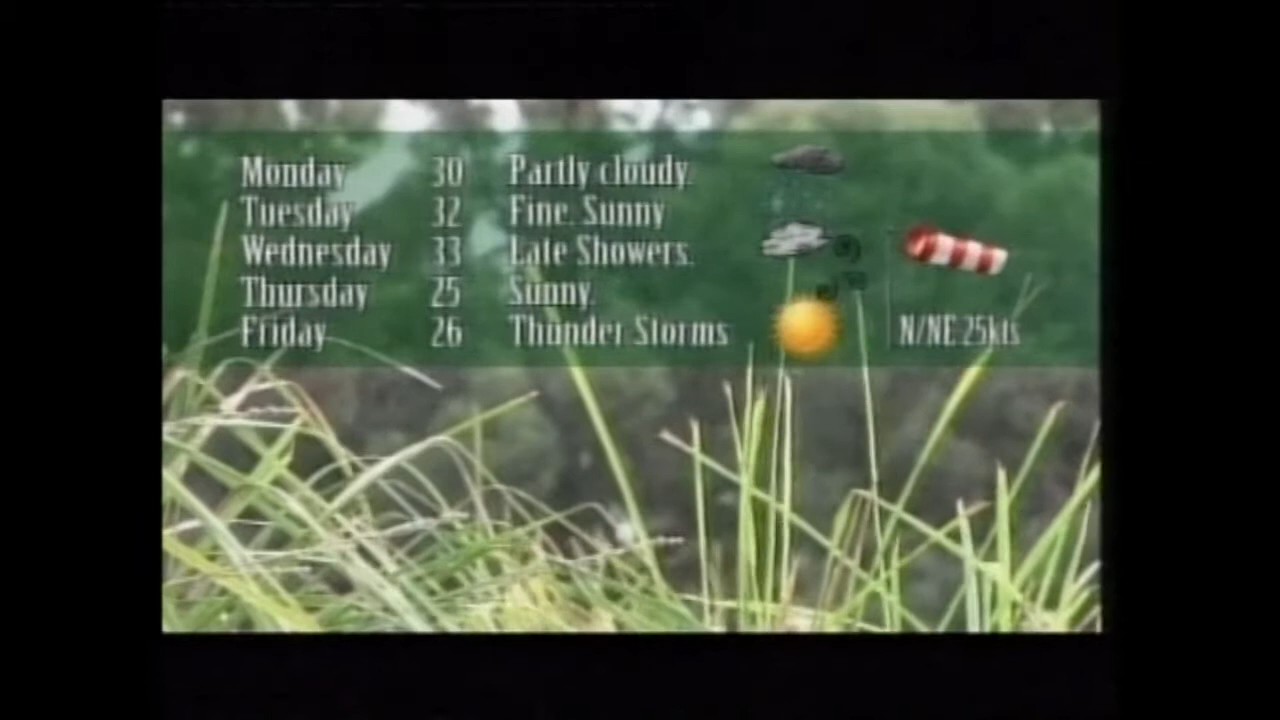 Monday 30 Partly cloudy.
Tuesday 32 Fine. Sunny
Wednesday 33 Late Showers.
Thursday 25 Sunny.
Friday 26 Thunder Storms
N/NE 25kts